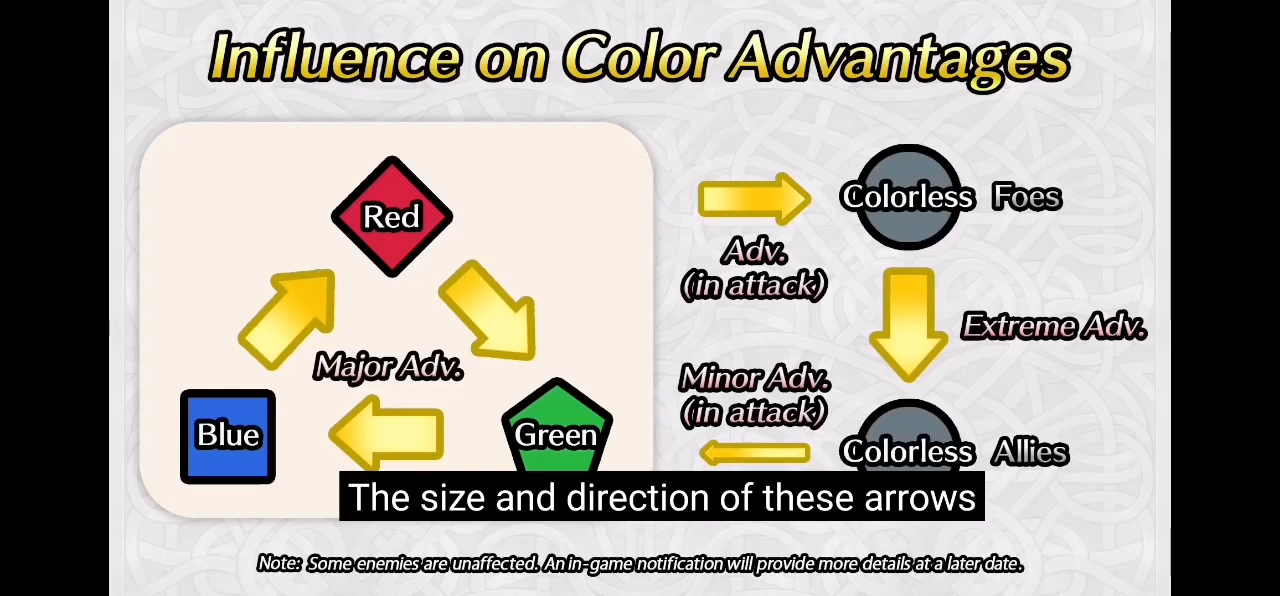 Influence on Color Advantages
Red
Major Adv.
Blue
Green
Adv.
(in attack)
Colorless Foes
Extreme Adv.
Minor Adv.
(in attack)
Colorless Allies
The size and direction of these arrows
Note: Some enemies are unaffected. An in-game notification will provide more details at a later date.